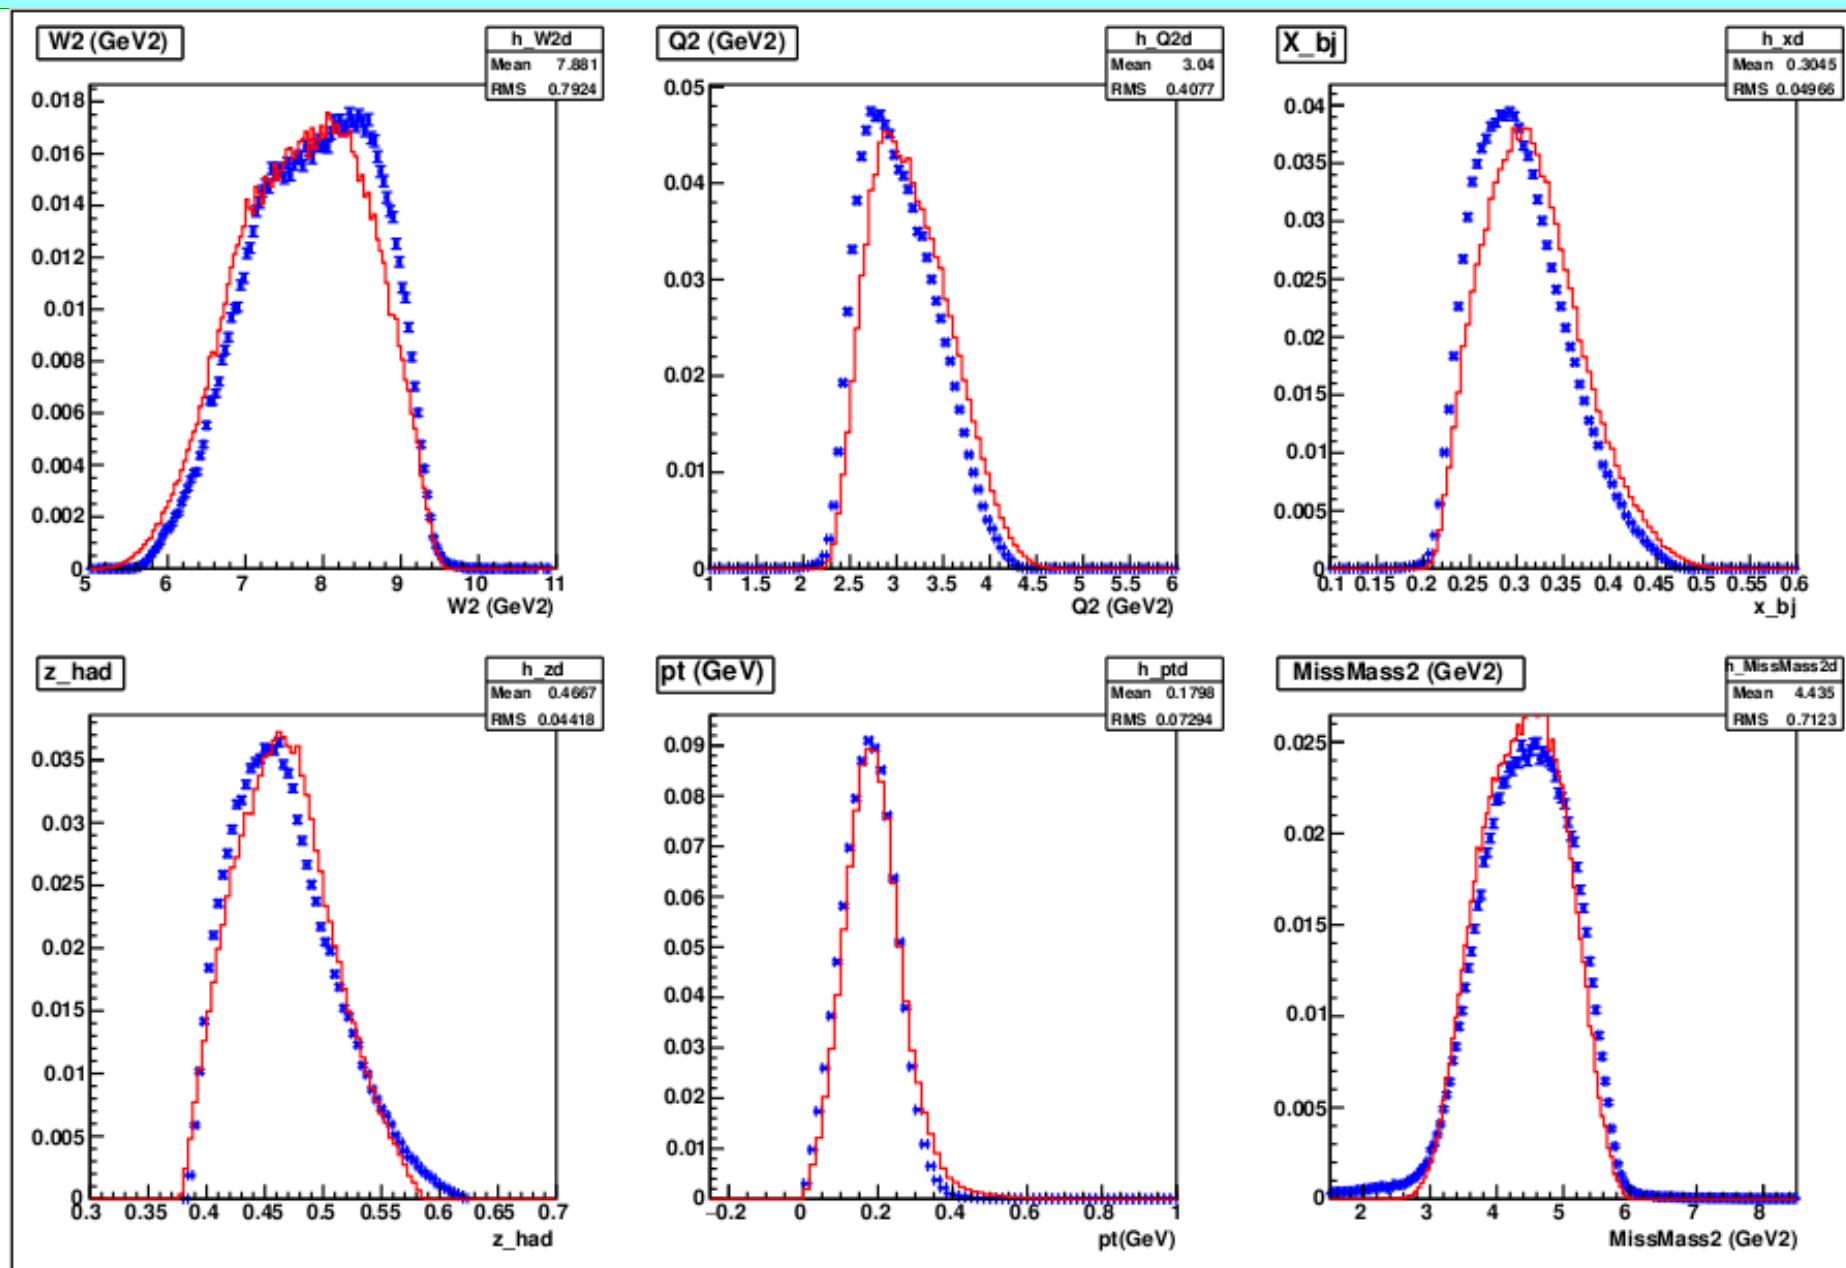 W2 (GeV2)
h_W2d
Mean 7.881
RMS 0.7924
0.018
0.016
0.014
0.012
0.01
0.008
0.006
0.004
0.002
0
5 6 7 8 9 10 11
W2 (GeV2)
Q2 (GeV2)
h_Q2d
Mean 3.04
RMS 0.4077
0.05
0.04
0.03
0.02
0.01
0
1 1.5 2 2.5 3 3.5 4 4.5 5 5.5 6
Q2 (GeV2)
X_bj
h_xd
Mean 0.3045
RMS 0.04966
0.04
0.035
0.03
0.025
0.02
0.015
0.01
0.005
0
0.1 0.15 0.2 0.25 0.3 0.35 0.4 0.45 0.5 0.55 0.6
x_bj
z_had
h_zd
Mean 0.4667
RMS 0.04418
0.035
0.03
0.025
0.02
0.015
0.01
0.005
0
0.3 0.35 0.4 0.45 0.5 0.55 0.6 0.65 0.7
z_had
pt (GeV)
h_ptd
Mean 0.1798
RMS 0.07294
0.09
0.08
0.07
0.06
0.05
0.04
0.03
0.02
0.01
0
−0.2 0 0.2 0.4 0.6 0.8 1
pt(GeV)
MissMass2 (GeV2)
h_MissMass2d
Mean 4.435
RMS 0.7123
0.025
0.02
0.015
0.01
0.005
0
2 3 4 5 6 7 8
MissMass2 (GeV2)